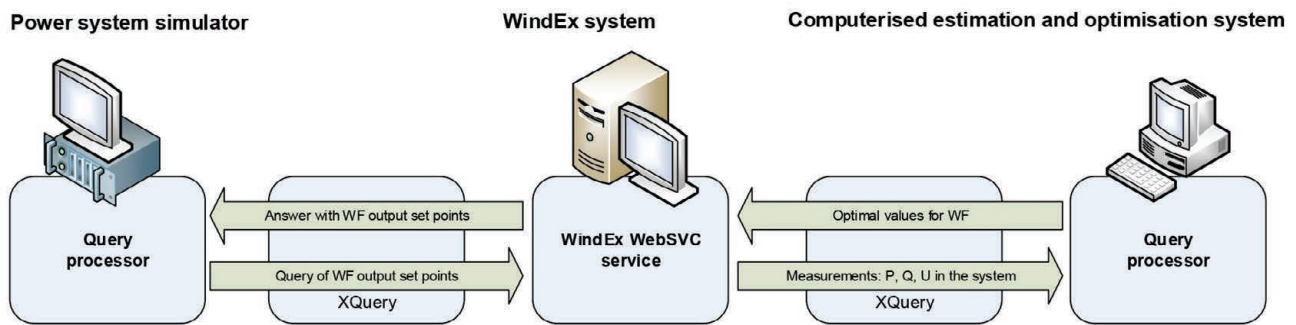 Power system simulator
WindEx system
Computerised estimation and optimisation system
Answer with WF output set points
Optimal values for WF
Query
processor
WindEx WebSVC
service
Query
processor
Query of WF output set points
Measurements: P, Q, U in the system
XQuery
XQuery